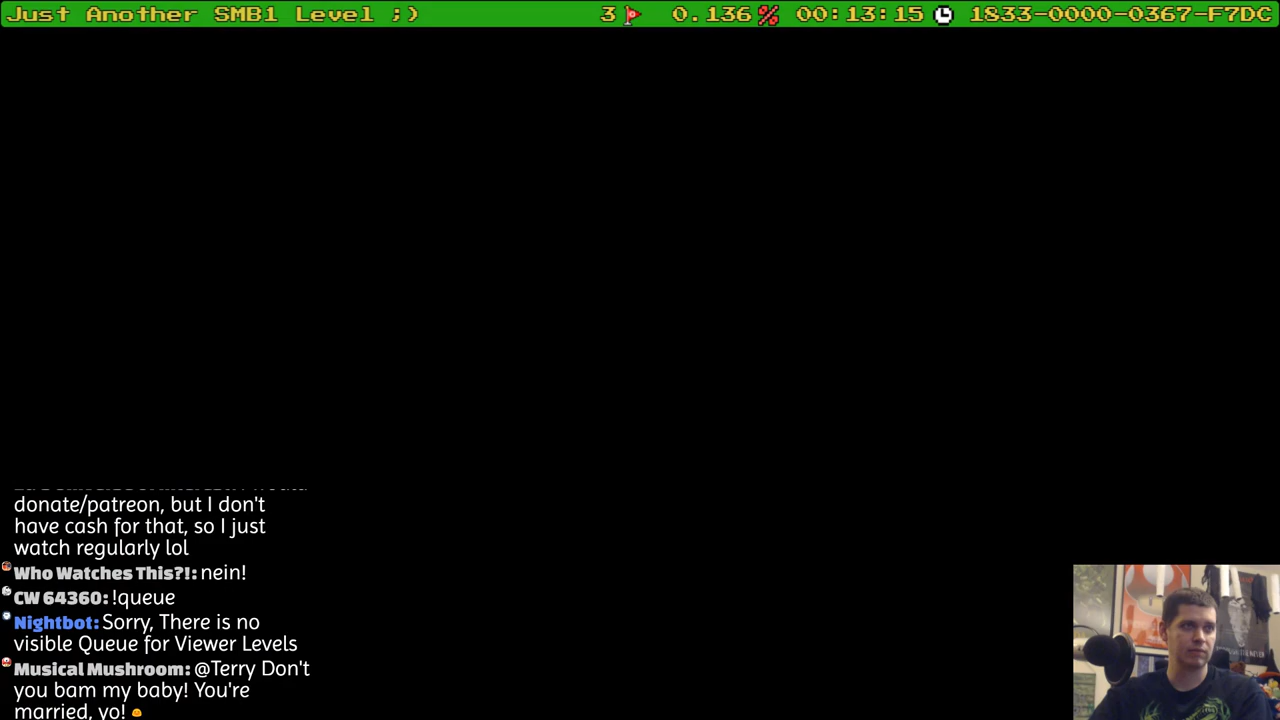 Just Another SMB1 Level ;)
3
0.136%
00:13:15
1833-0000-0367-F7DC
donate/patreon, but I don't
have cash for that, so I just
watch regularly lol
Who Watches This?!: nein!
CW 64360: !queue
Nightbot: Sorry, There is no
visible Queue for Viewer Levels
Musical Mushroom: @Terry Don't
you bam my baby! You're
married, yo!